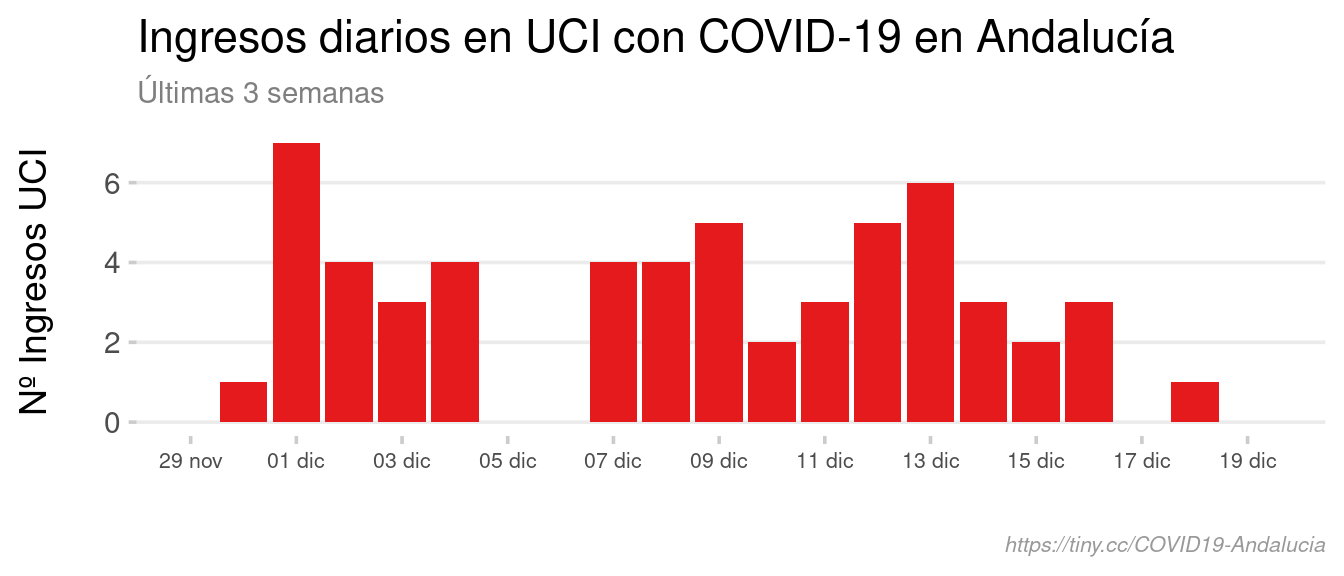 Ingresos diarios en UCI con COVID-19 en Andalucía
Últimas 3 semanas
Nº Ingresos UCI
6
4
2
0
29 nov 01 dic 03 dic 05 dic 07 dic 09 dic 11 dic 13 dic 15 dic 17 dic 19 dic
https://tiny.cc/COVID19-Andalucia